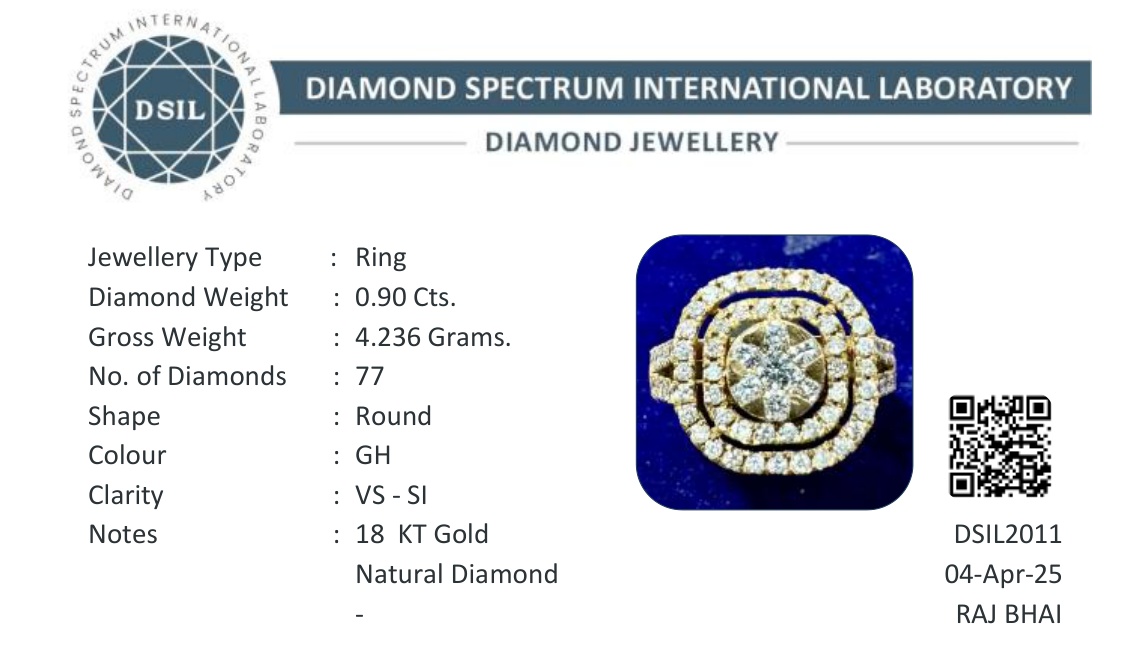 DIAMOND SPECTRUM INTERNATIONAL LABORATORY
DSIL
DIAMOND SPECTRUM INTERNATIONAL LABORATORY
DIAMOND JEWELLERY
Jewellery Type : Ring
Diamond Weight : 0.90 Cts.
Gross Weight : 4.236 Grams.
No. of Diamonds : 77
Shape : Round
Colour : GH
Clarity : VS - SI
Notes : 18 KT Gold
Natural Diamond
-
DSIL2011
04-Apr-25
RAJ BHAI